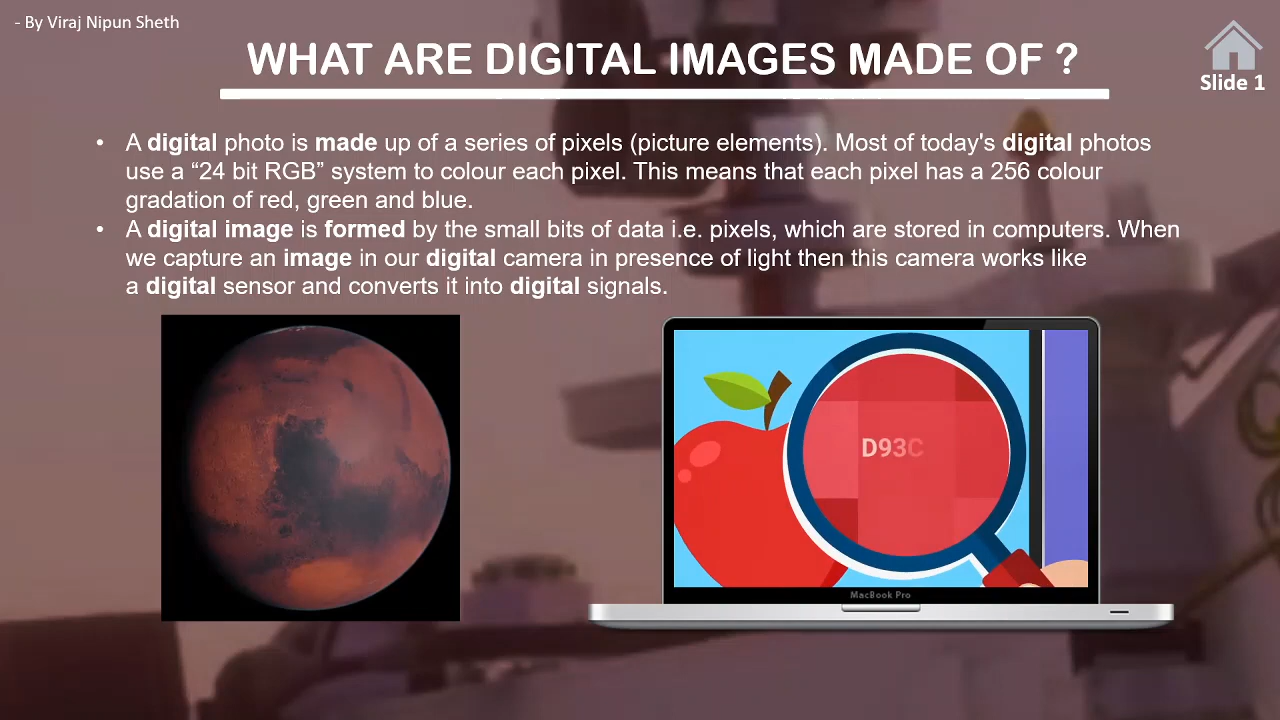 - By Viraj Nipun Sheth
WHAT ARE DIGITAL IMAGES MADE OF ?
Slide 1
• A digital photo is made up of a series of pixels (picture elements). Most of today's digital photos
use a “24 bit RGB” system to colour each pixel. This means that each pixel has a 256 colour
gradation of red, green and blue.
• A digital image is formed by the small bits of data i.e. pixels, which are stored in computers. When
we capture an image in our digital camera in presence of light then this camera works like
a digital sensor and converts it into digital signals.
D93C
MacBook Pro